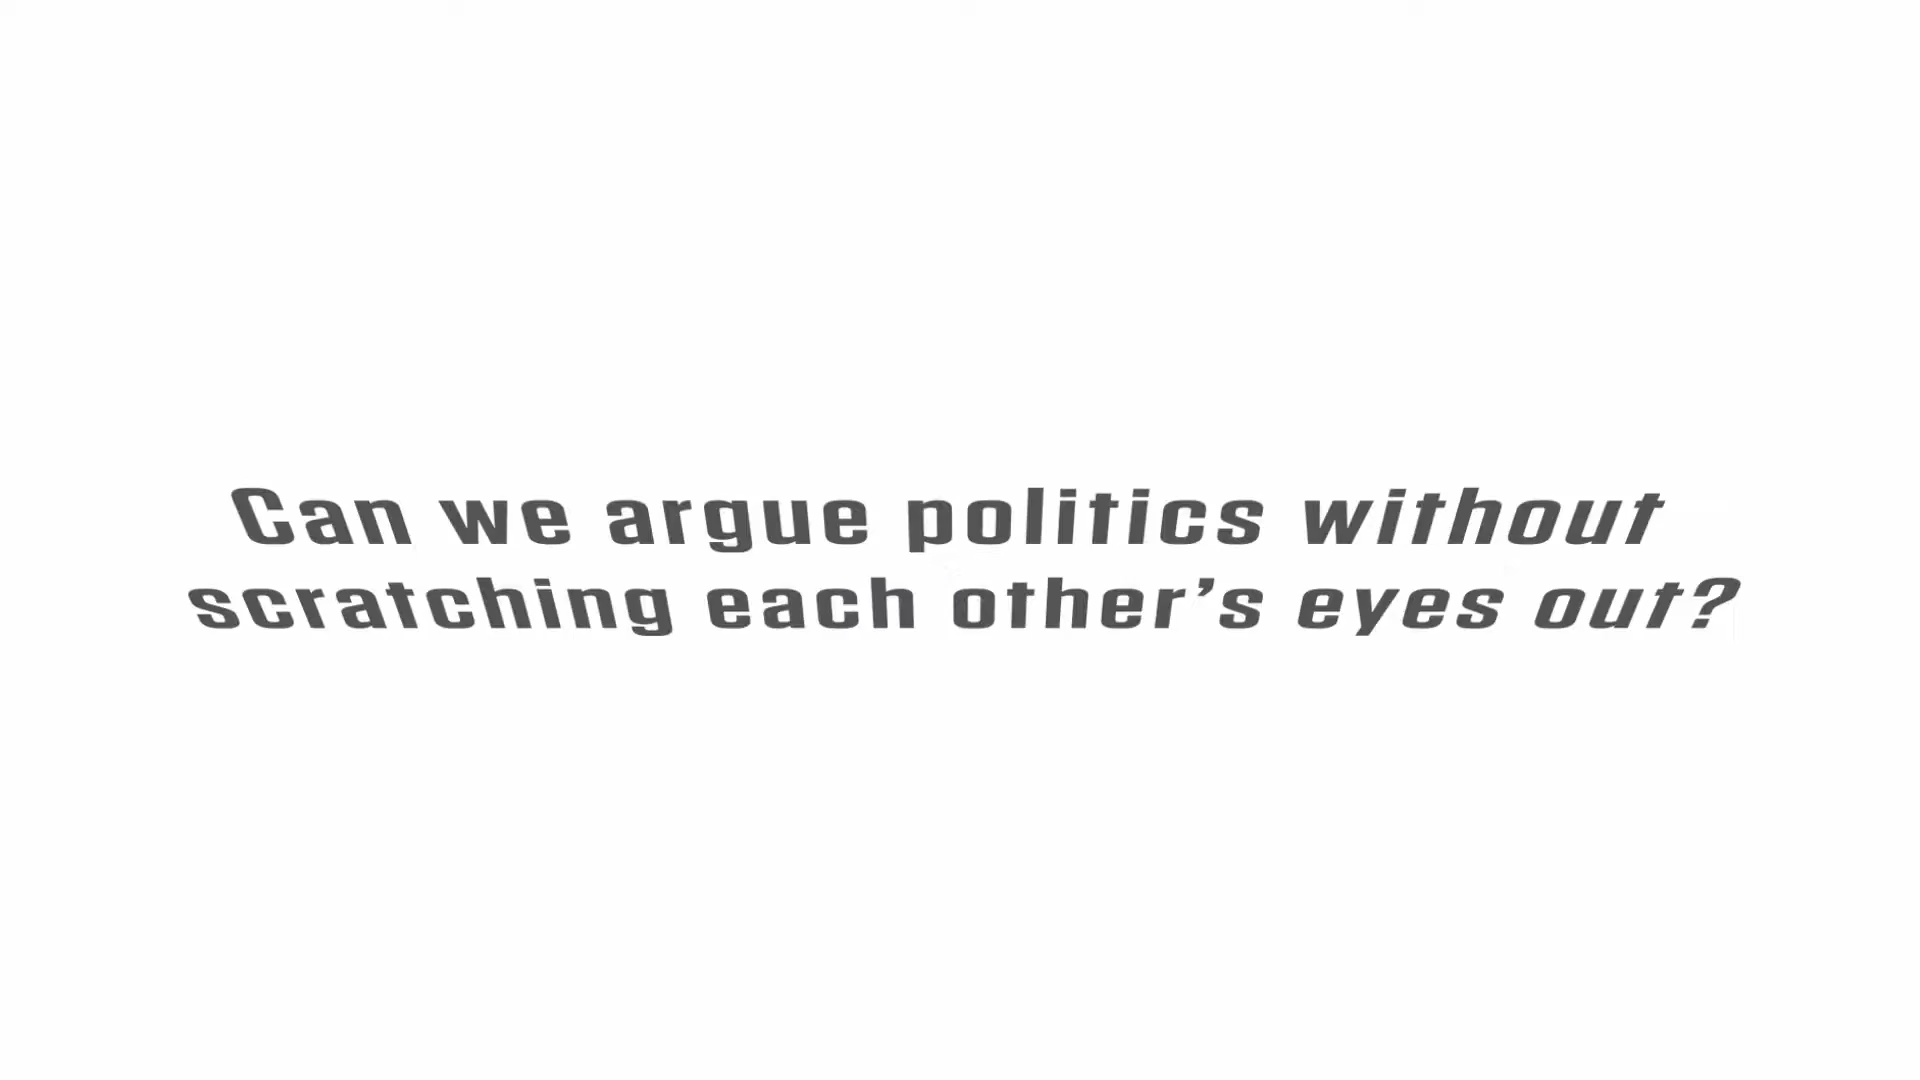 Can we argue politics without
scratching each other’s eyes out?